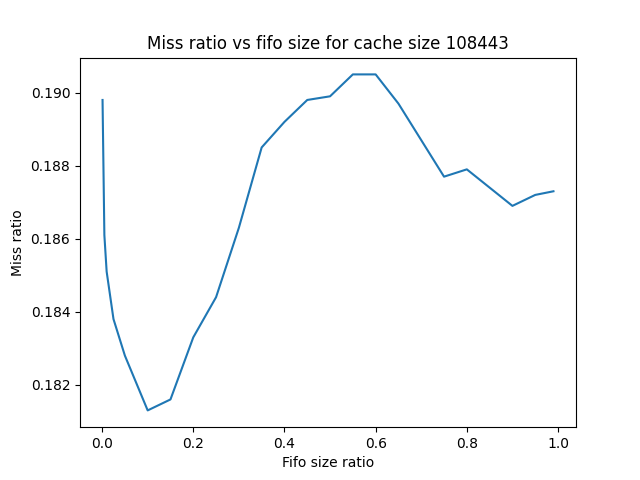 Miss ratio vs fifo size for cache size 108443
Miss ratio
0.190
0.188
0.186
0.184
0.182
0.0 0.2 0.4 0.6 0.8 1.0
Fifo size ratio